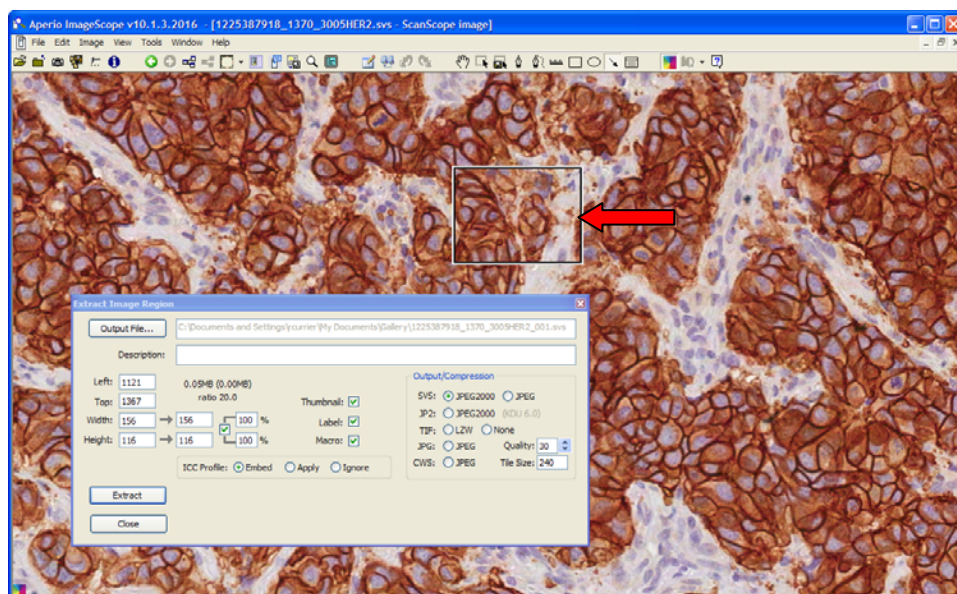 Aperio ImageScope v10.1.3.2016 - [1225387918_1370_3005HER2.svs - ScanScope image]
File Edit Image View Tools Window Help
Extract Image Region
Output File... C:\Documents and Settings\rcurrier\My Documents\Gallery\1225387918_1370_3005HER2_001.svs
Description:
Left: 1121
Top: 1367
Width: 156 156 100 %
Height: 116 116 100 %
0.05MB (0.00MB)
ratio 20.0
Thumbnail:
Label:
Macro:
ICC Profile: Embed Apply Ignore
Output/Compression
SVS: JPEG2000 JPEG
JP2: JPEG2000 (KDU 6.0)
TIF: LZW None
JPG: JPEG Quality: 30
CWS: JPEG Tile Size: 240
Extract
Close